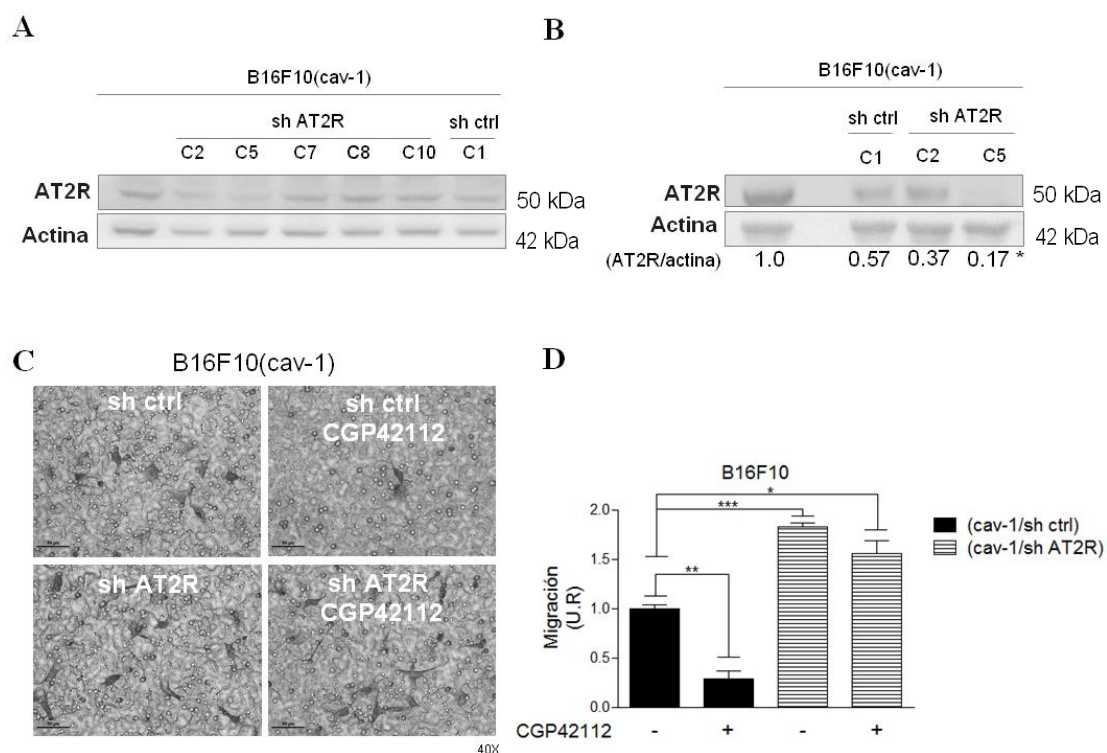 A
B16F10(cav-1)
sh AT2R sh ctrl
C2 C5 C7 C8 C10 C1
AT2R 50 kDa
Actina 42 kDa
B
B16F10(cav-1)
sh ctrl sh AT2R
C1 C2 C5
AT2R 50 kDa
Actina 42 kDa
(AT2R/actina) 1.0 0.57 0.37 0.17 *
C
B16F10(cav-1)
sh ctrl
sh ctrl
CGP42112
sh AT2R
sh AT2R
CGP42112
40X
D
B16F10
*
***
**
2.0
1.5
1.0
0.5
0.0
Migración
(U.R)
CGP42112 - + - +
(cav-1/sh ctrl)
(cav-1/sh AT2R)